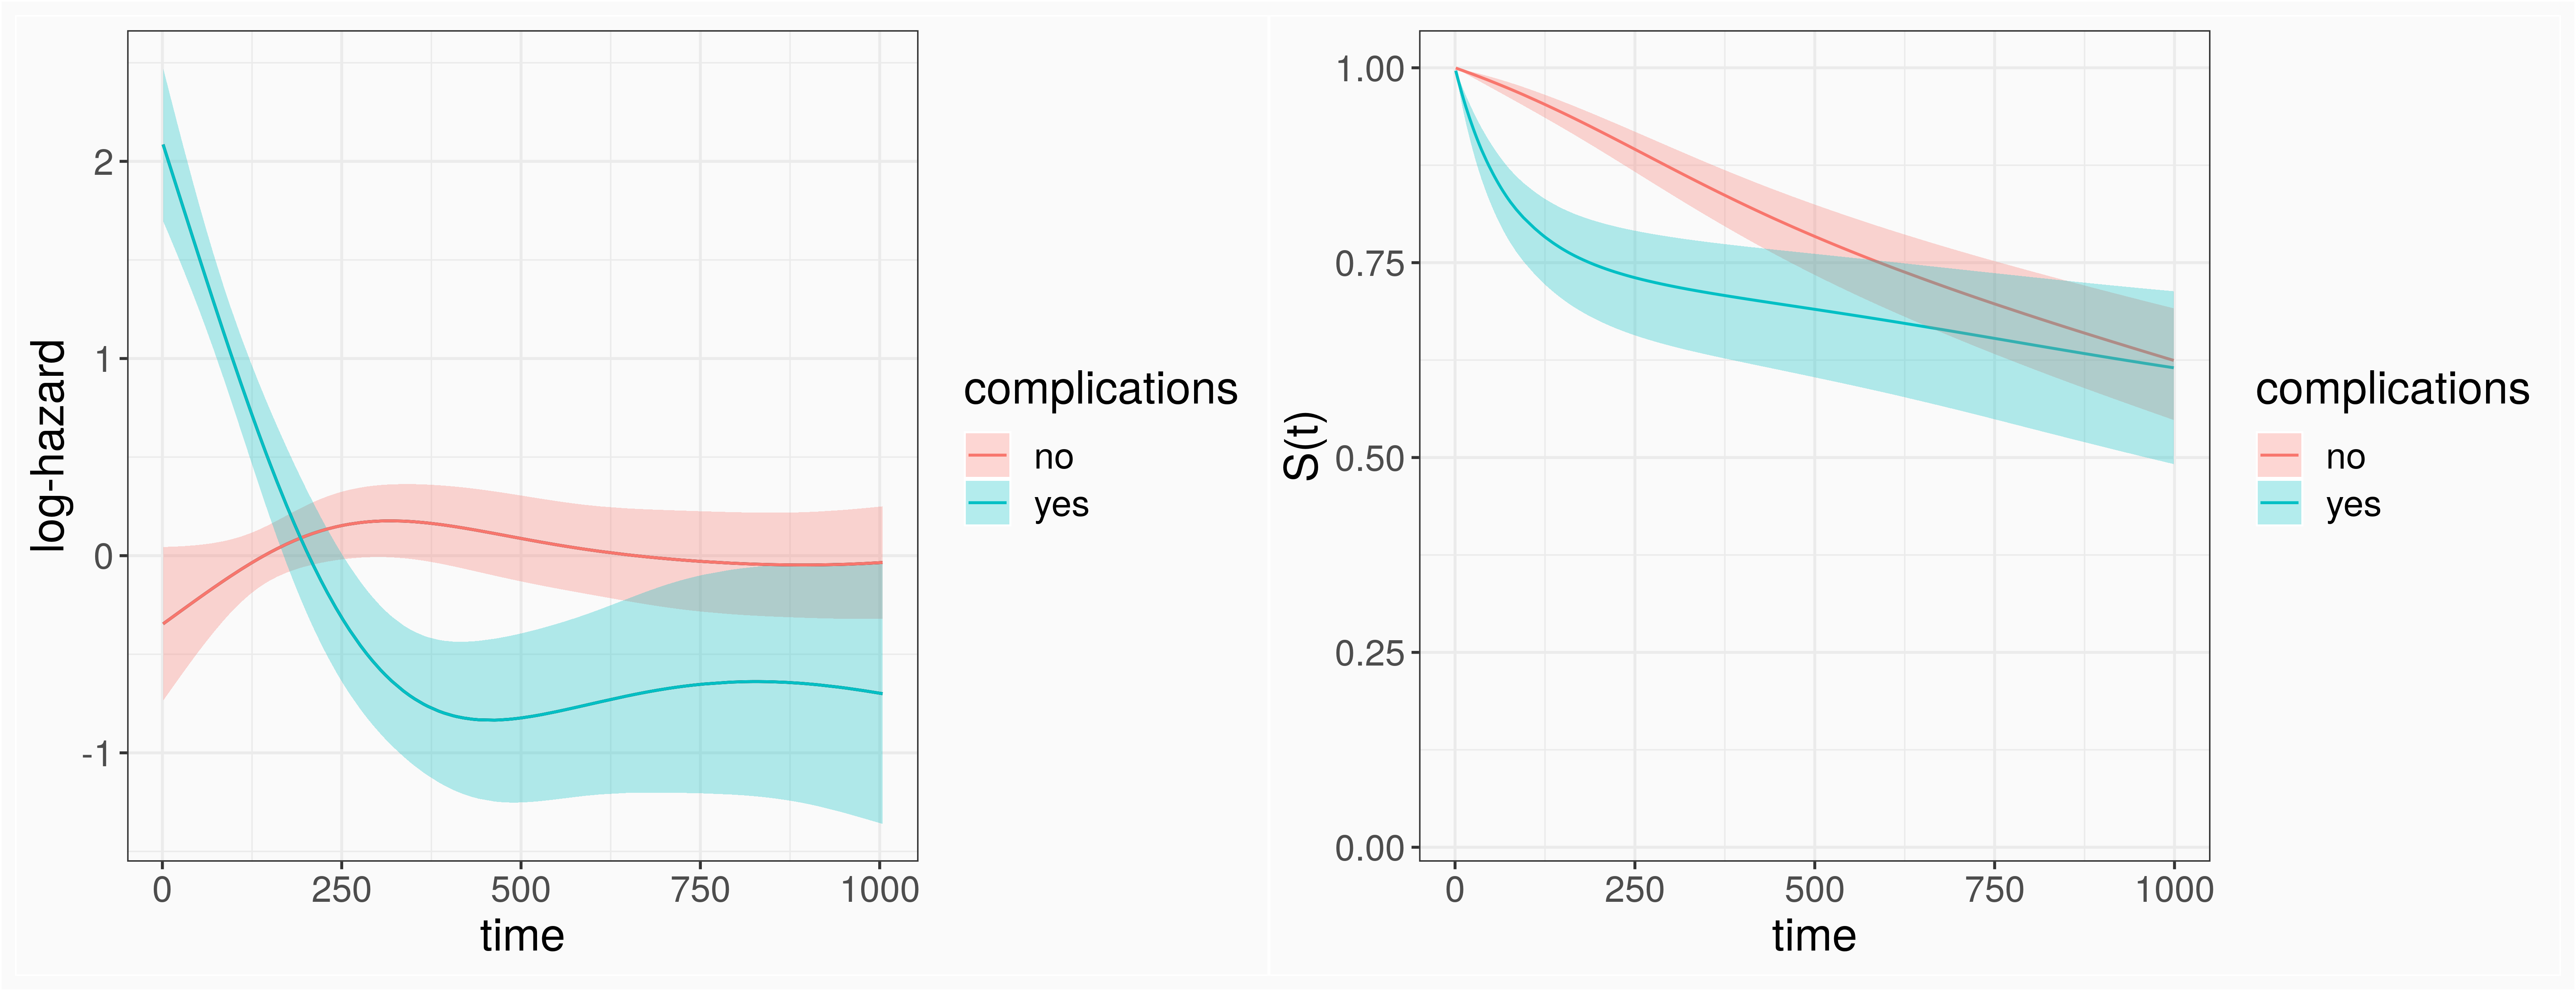 log-hazard
2
1
0
-1
0 250 500 750 1000
time
complications
no
yes
S(t)
1.00
0.75
0.50
0.25
0.00
0 250 500 750 1000
time
complications
no
yes